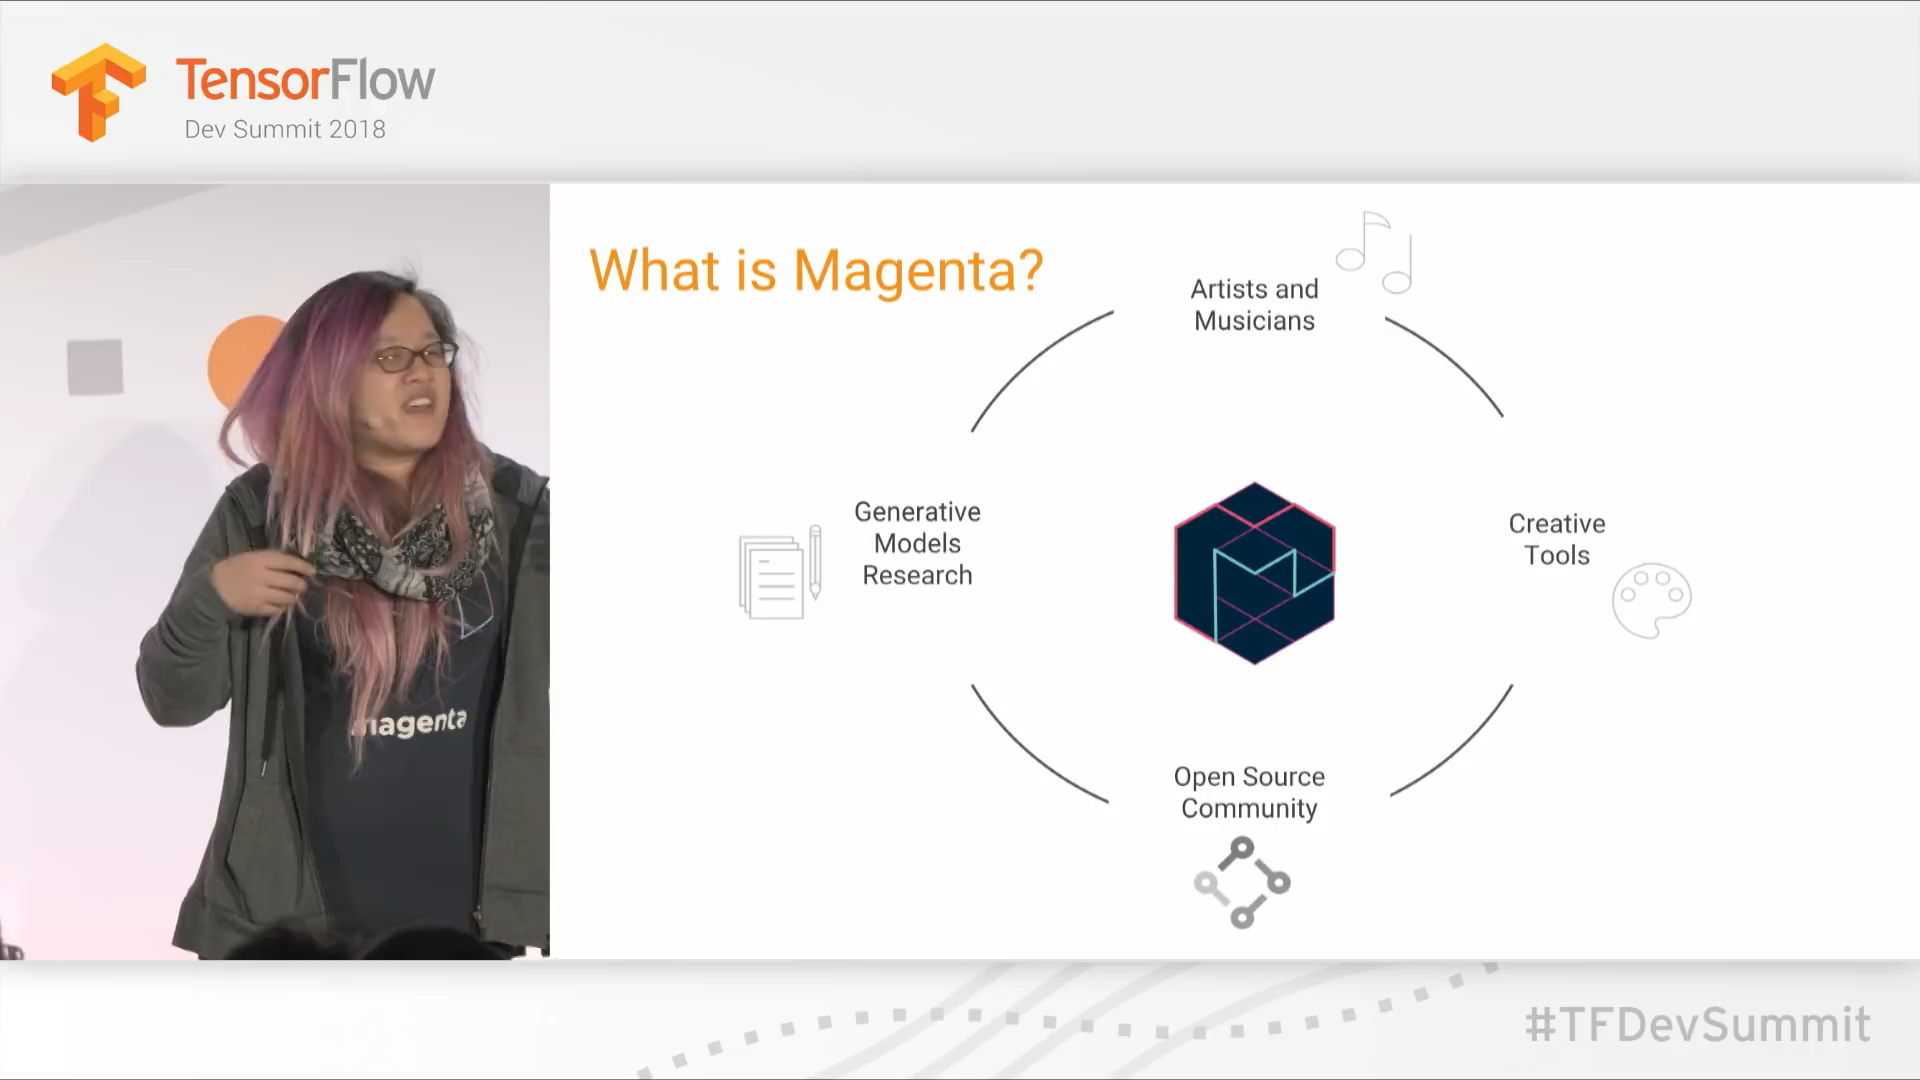 TensorFlow
Dev Summit 2018
What is Magenta?
Artists and
Musicians
Generative
Models
Research
Creative
Tools
Open Source
Community
magenta
#TFDevSummit